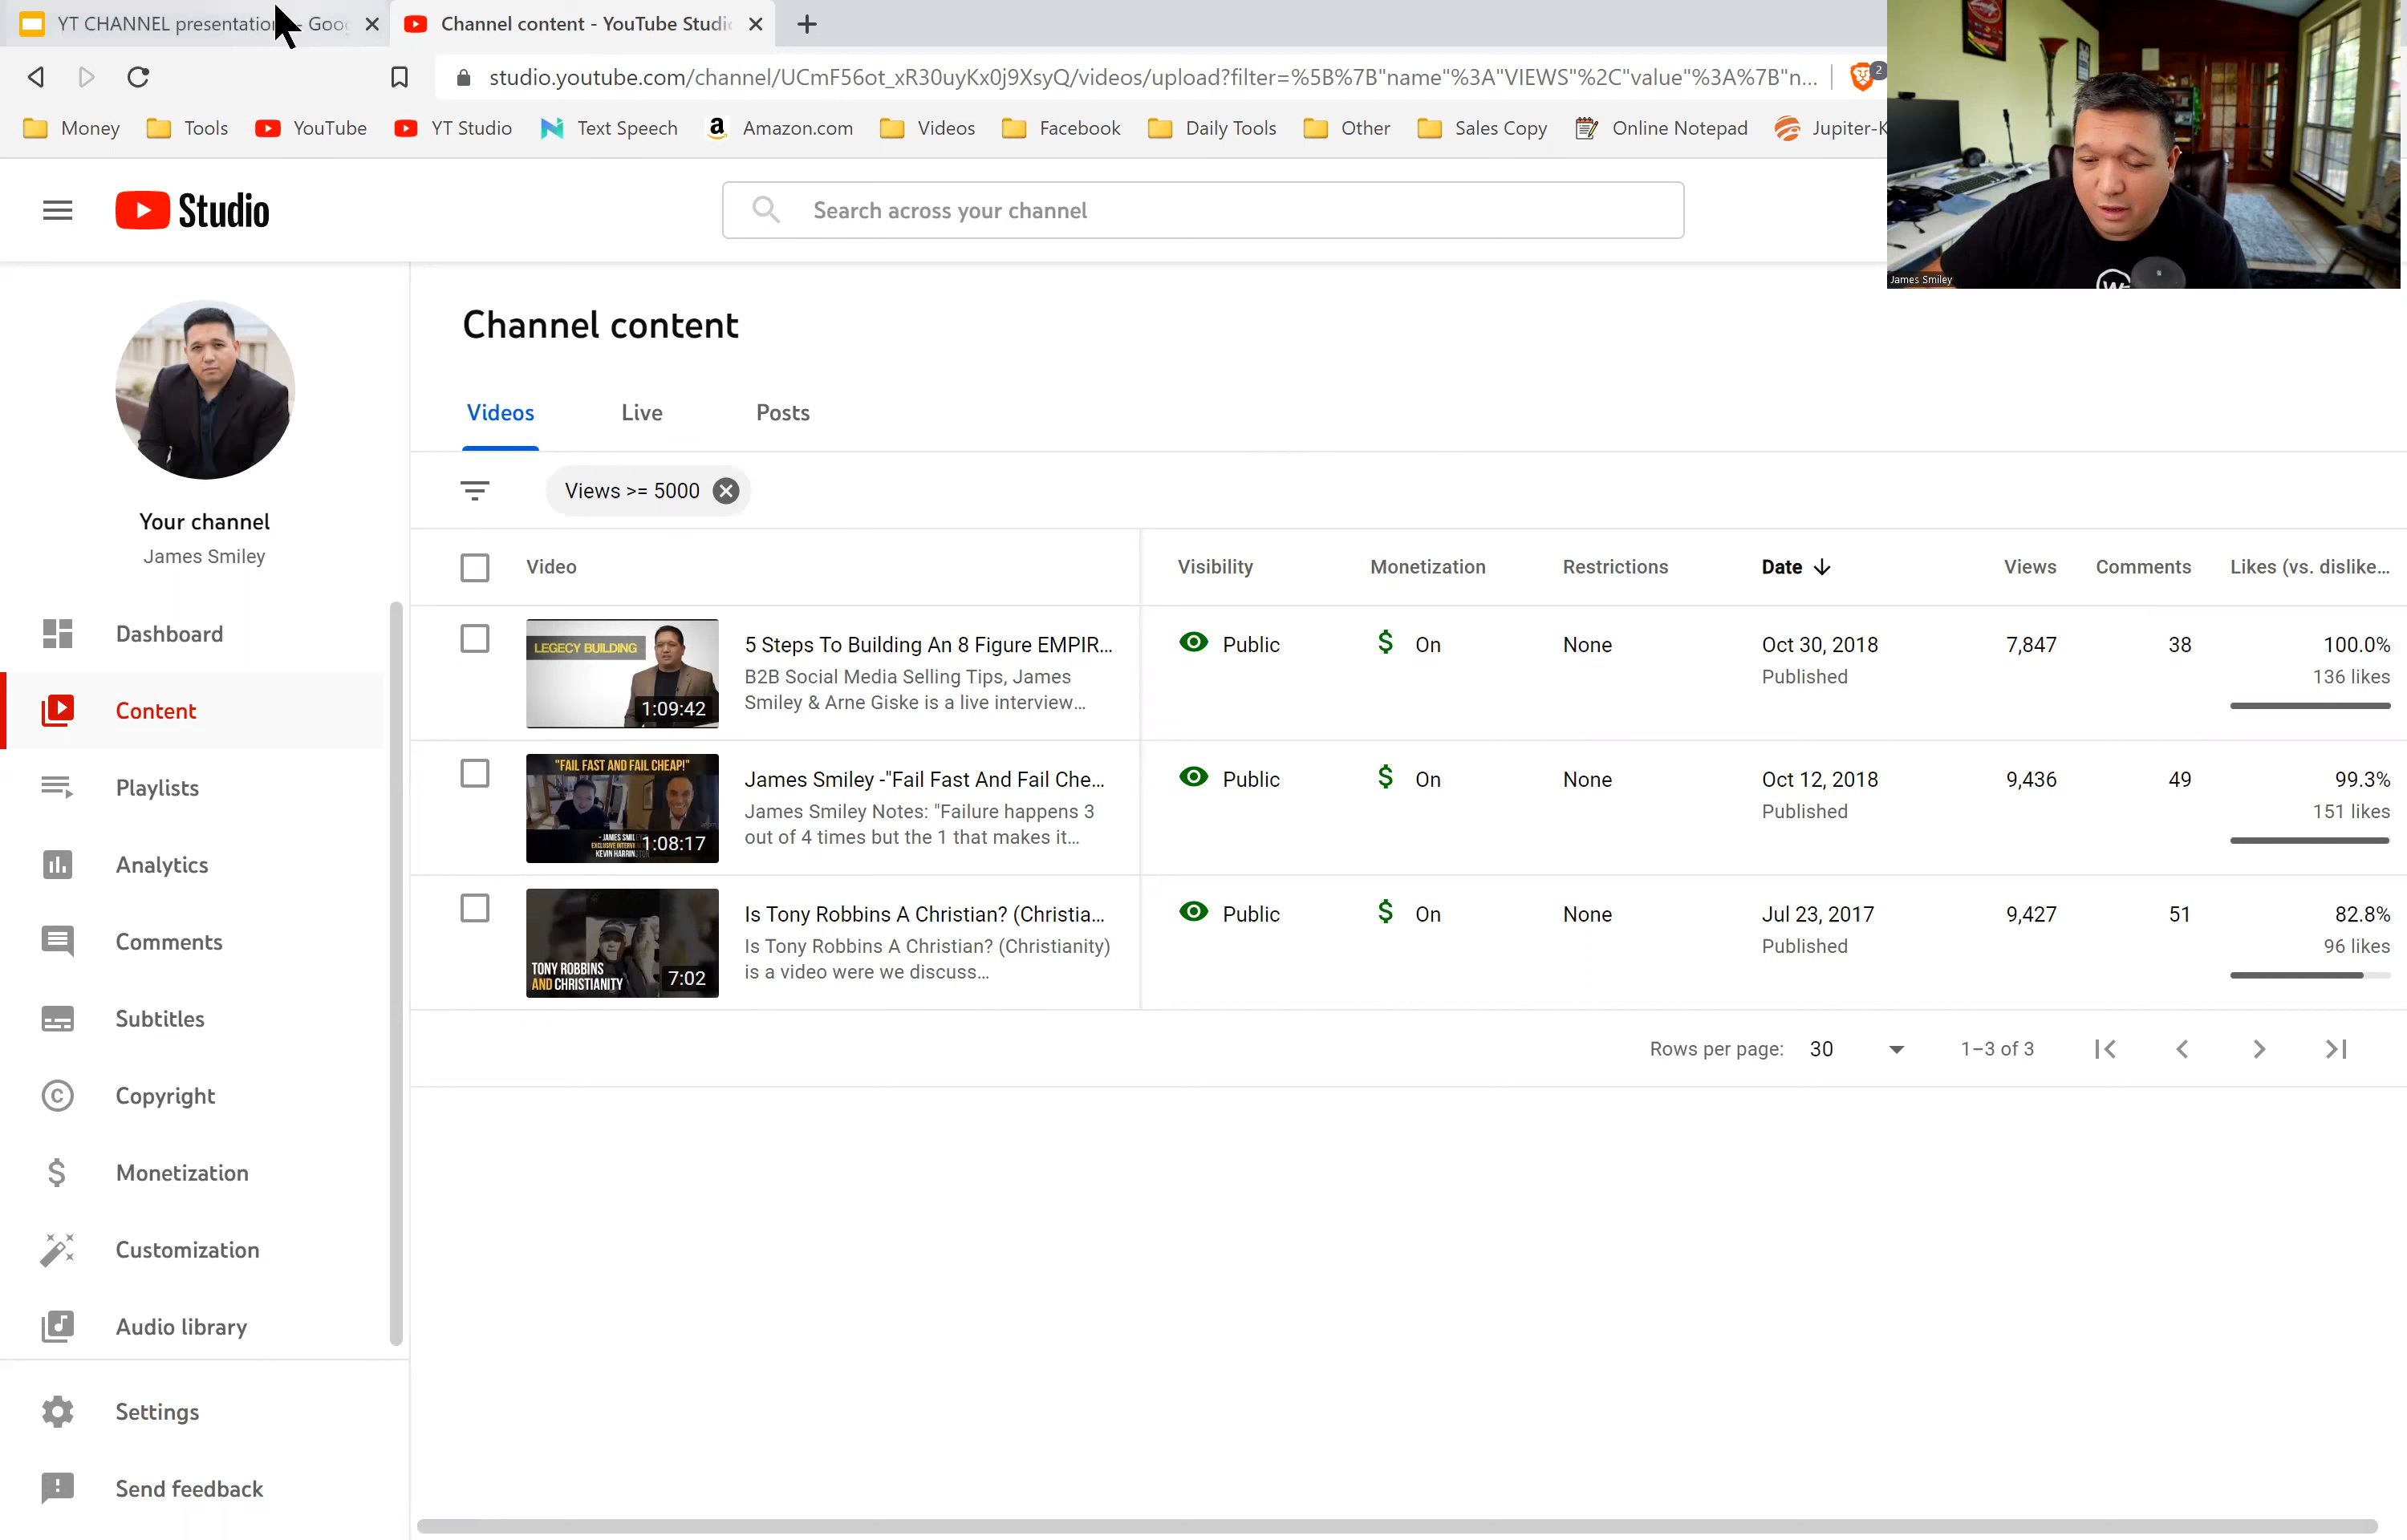 YT CHANNEL presentation - Goog
Channel content - YouTube Studio
studio.youtube.com/channel/UCmF56ot_xR30uyKx0j9XsyQ/videos/upload?filter=%5B%7B"name"%3A"VIEWS"%2C"value"%3A%7B"n...
2
Money
Tools
YouTube
YT Studio
Text Speech
Amazon.com
Videos
Facebook
Daily Tools
Other
Sales Copy
Online Notepad
Jupiter-K
James Smiley
Studio
Search across your channel
Your channel
James Smiley
Dashboard
Content
Playlists
Analytics
Comments
Subtitles
Copyright
Monetization
Customization
Audio library
Settings
Send feedback
Channel content
Videos
Live
Posts
Views >= 5000
Video
Visibility
Monetization
Restrictions
Date
Views
Comments
Likes (vs. dislike...
LEGECY BUILDING
1:09:42
5 Steps To Building An 8 Figure EMPIR...
B2B Social Media Selling Tips, James
Smiley & Arne Giske is a live interview...
Public
On
None
Oct 30, 2018
Published
7,847
38
100.0%
136 likes
"FAIL FAST AND FAIL CHEAP!"
- JAMES SMIL
KEVIN HARRIN
1:08:17
James Smiley -"Fail Fast And Fail Che...
James Smiley Notes: "Failure happens 3
out of 4 times but the 1 that makes it...
Public
On
None
Oct 12, 2018
Published
9,436
49
99.3%
151 likes
TONY ROBBINS
AND CHRISTIANITY
7:02
Is Tony Robbins A Christian? (Christia...
Is Tony Robbins A Christian? (Christianity)
is a video were we discuss...
Public
On
None
Jul 23, 2017
Published
9,427
51
82.8%
96 likes
Rows per page:
30
1–3 of 3